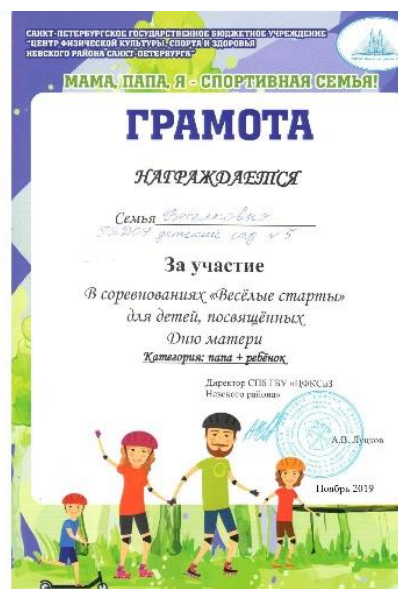 САНКТ-ПЕТЕРБУРГСКОЕ ГОСУДАРСТВЕННОЕ БЮДЖЕТНОЕ УЧРЕЖДЕНИЕ
"ЦЕНТР ФИЗИЧЕСКОЙ КУЛЬТУРЫ, СПОРТА И ЗДОРОВЬЯ
НЕВСКОГО РАЙОНА САНКТ-ПЕТЕРБУРГА"
МАМА, ПАПА, Я - СПОРТИВНАЯ СЕМЬЯ!
ГРАМОТА
НАГРАЖДАЕТСЯ
Семья
ГБДОУ детский сад № 5
За участие
В соревнованиях «Весёлые старты»
для детей, посвящённых
Дню матери
Категория: папа + ребёнок
Директор СПб ГБУ «ЦФКСиЗ
Невского района»
А.В. Луцков
Ноябрь 2019